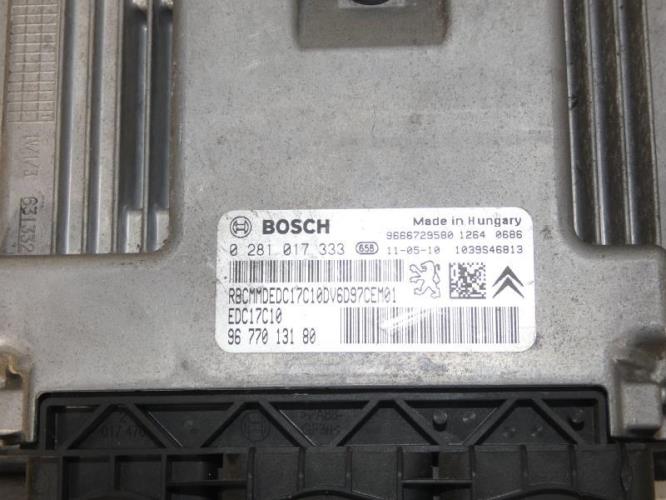 BOSCH
Made in Hungary
9666729580 1264 0686
0 281 017 333 658 11-05-10 1039S46813
RBCMMDEDC17C10DV6D97CEM01
EDC17C10
96 770 131 80